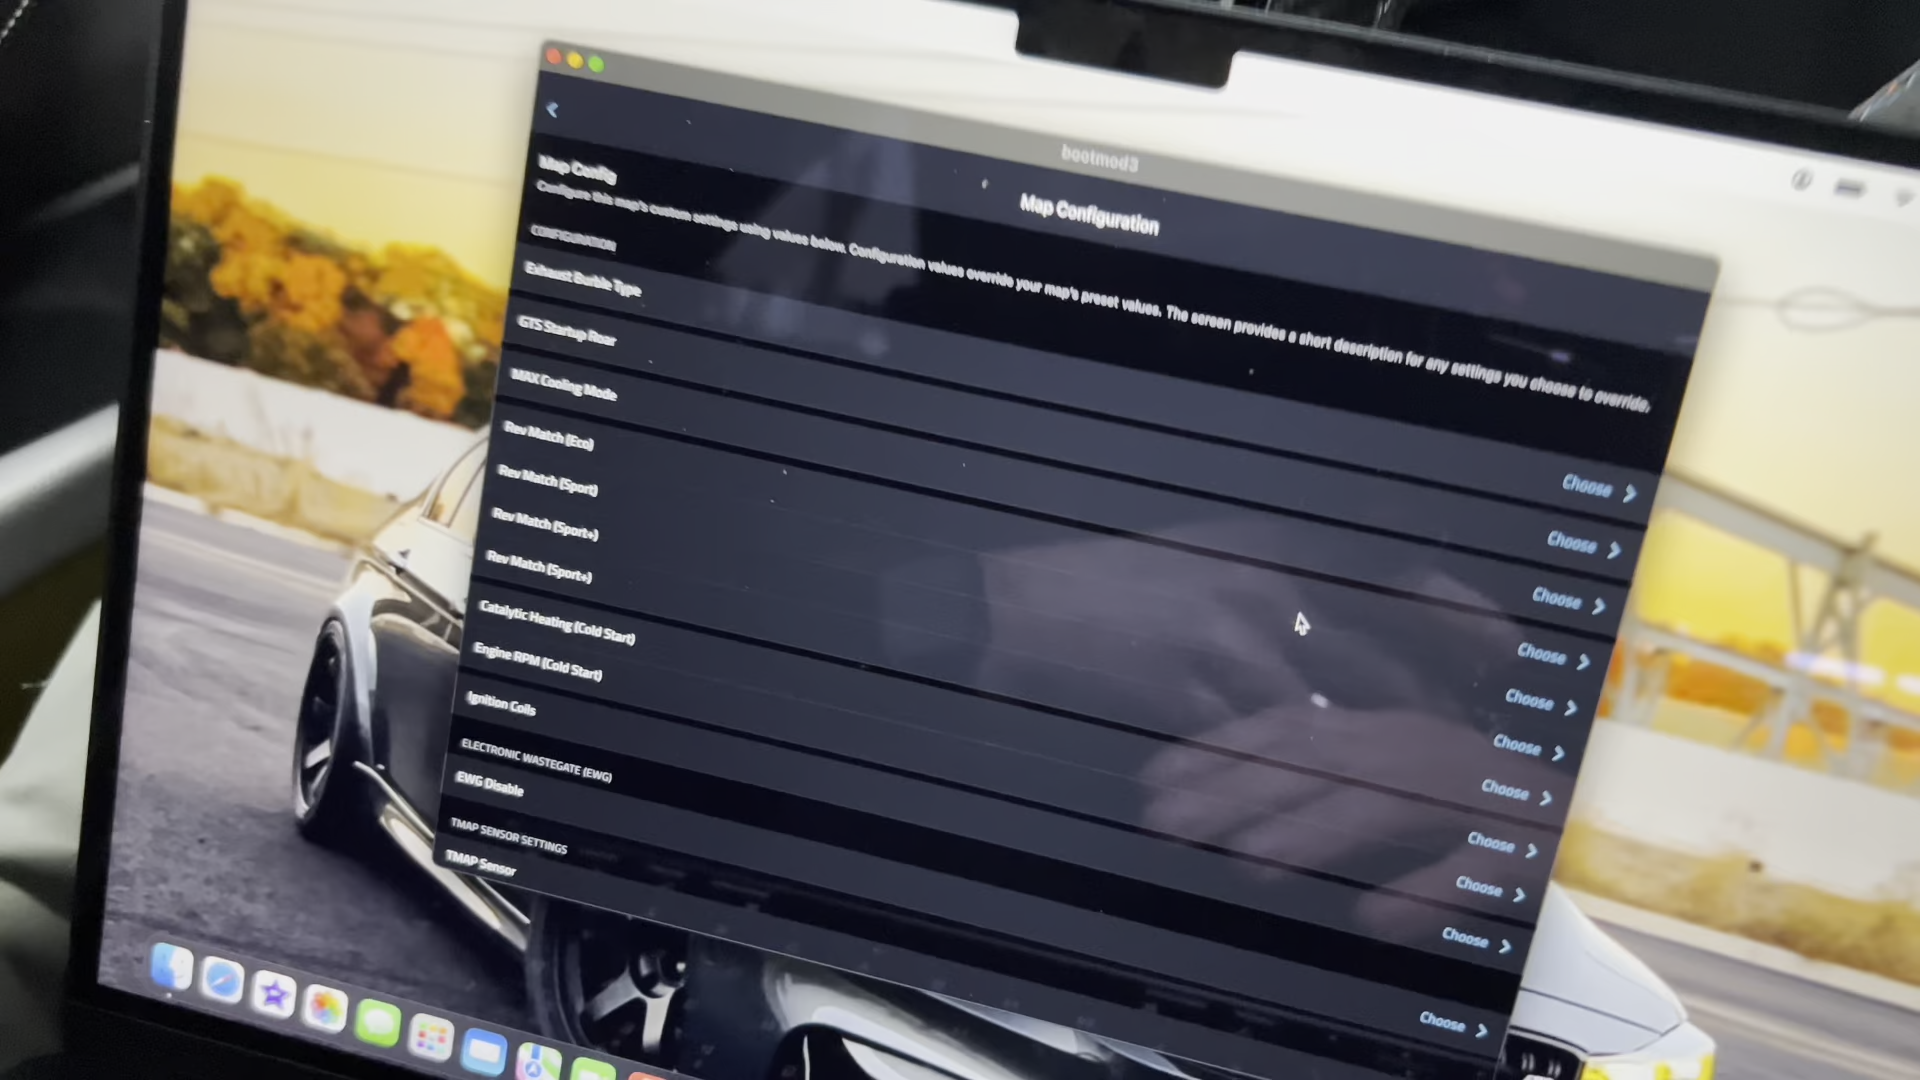 bootmod3
Map Configuration
Map Config
Configure this map's custom settings using values below. Configuration values override your map's preset values. The screen provides a short description for any settings you choose to override.
CONFIGURATION
Exhaust Burble Type
Choose
GTS Startup Roar
Choose
MAX Cooling Mode
Choose
Rev Match (Eco)
Choose
Rev Match (Sport)
Choose
Rev Match (Sport+)
Choose
Rev Match (Sport+)
Choose
Catalytic Heating (Cold Start)
Choose
Engine RPM (Cold Start)
Choose
Ignition Coils
Choose
ELECTRONIC WASTEGATE (EWG)
EWG Disable
Choose
TMAP SENSOR SETTINGS
TMAP Sensor